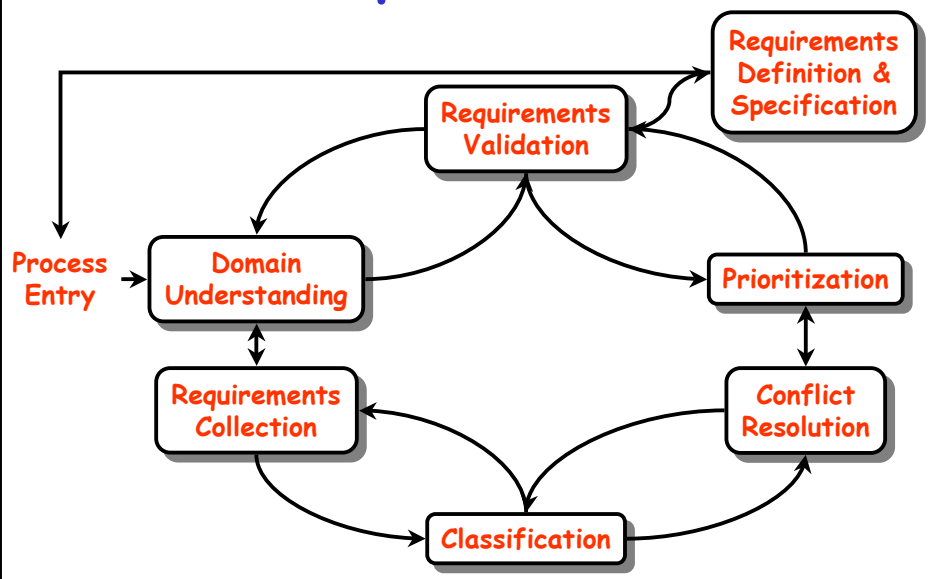 Requirements
Definition &
Specification
Requirements
Validation
Process
Entry
Domain
Understanding
Prioritization
Requirements
Collection
Conflict
Resolution
Classification